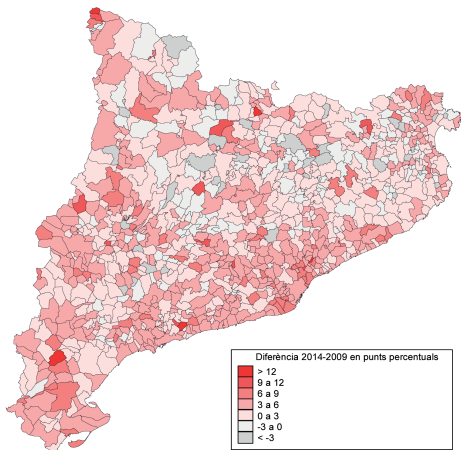 Diferència 2014-2009 en punts percentuals
> 12
9 a 12
6 a 9
3 a 6
0 a 3
-3 a 0
< -3